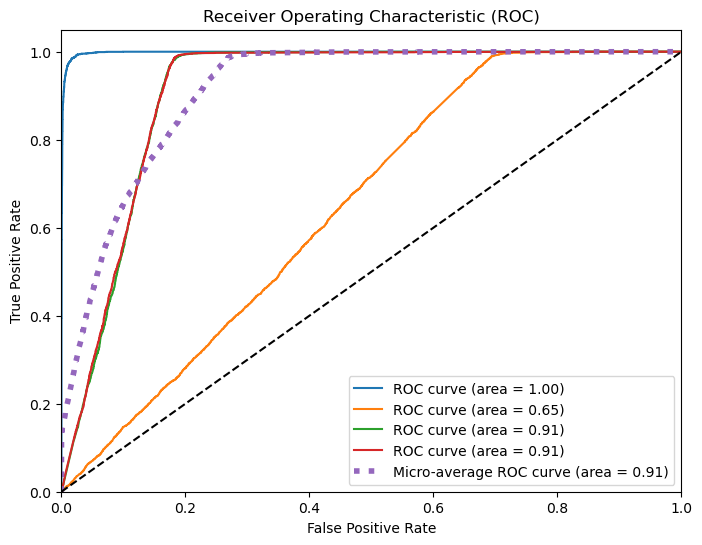 Receiver Operating Characteristic (ROC)
1.0
0.8
0.6
0.4
0.2
0.0
True Positive Rate
ROC curve (area = 1.00)
ROC curve (area = 0.65)
ROC curve (area = 0.91)
ROC curve (area = 0.91)
Micro-average ROC curve (area = 0.91)
0.0 0.2 0.4 0.6 0.8 1.0
False Positive Rate